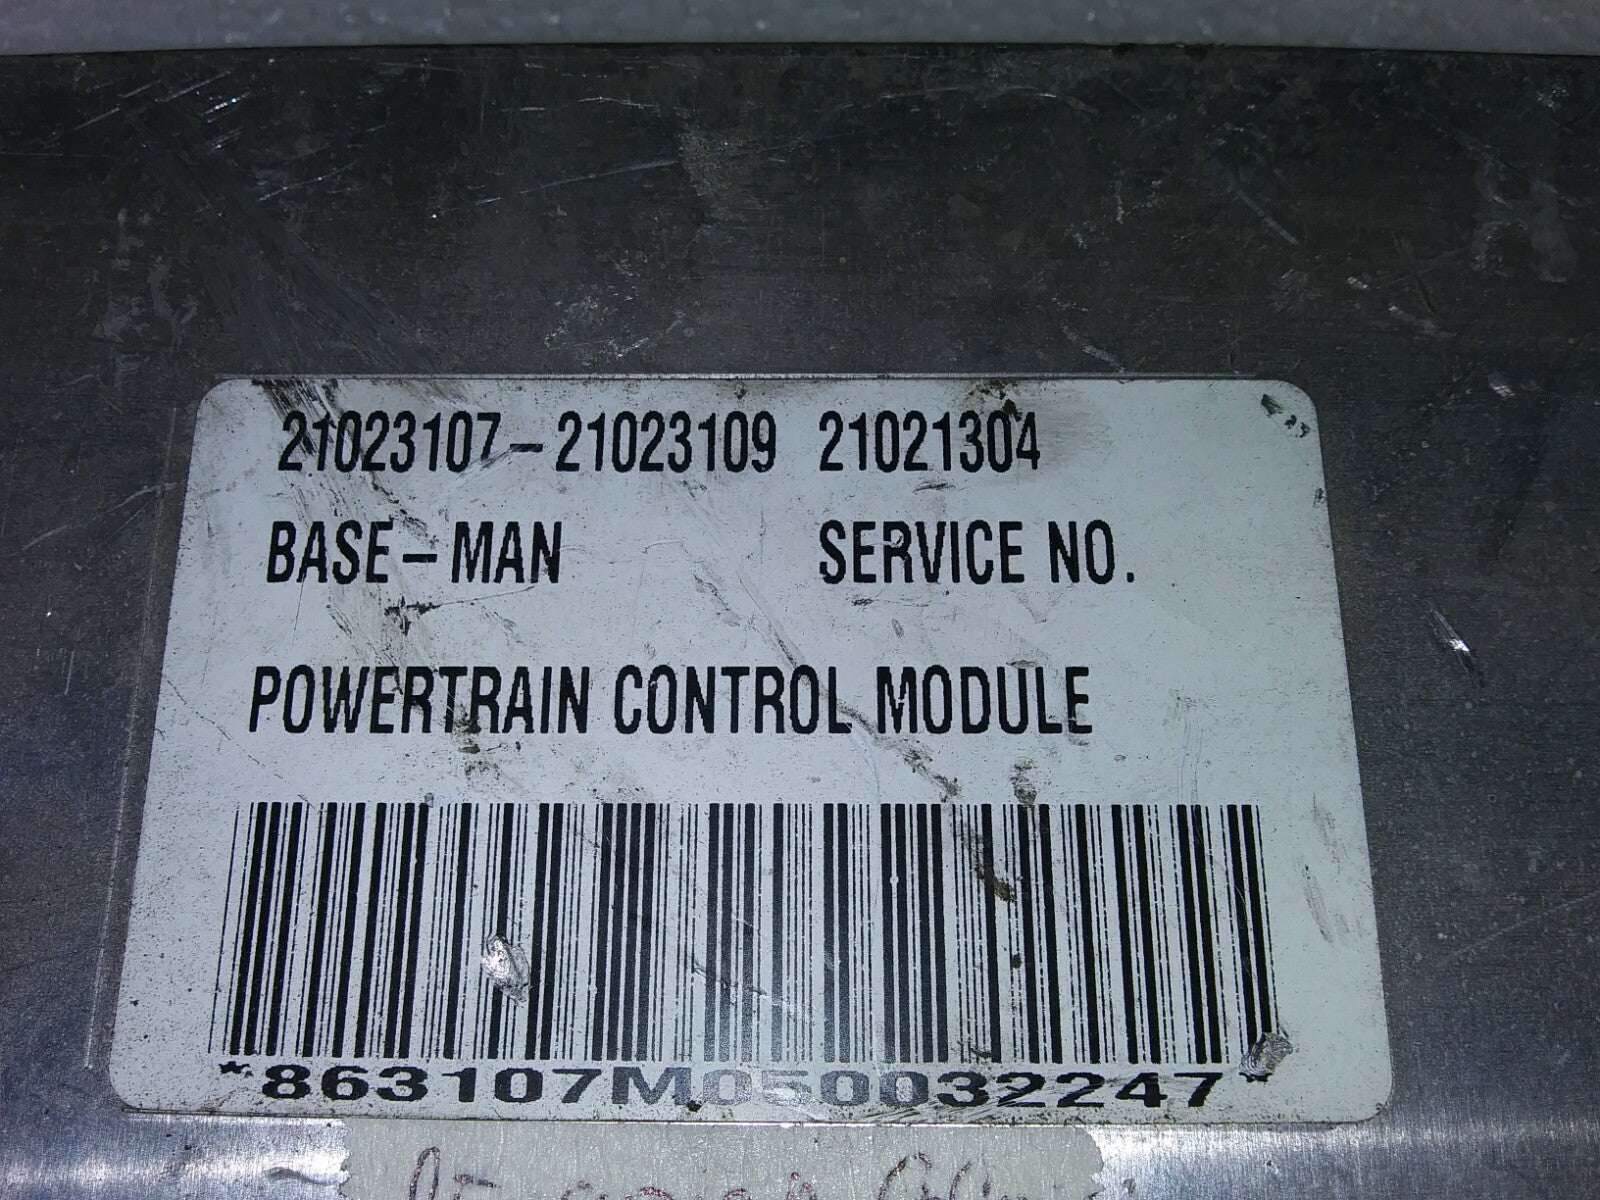 21023107-21023109 21021304
BASE-MAN SERVICE NO.
POWERTRAIN CONTROL MODULE
*863107M050032247*